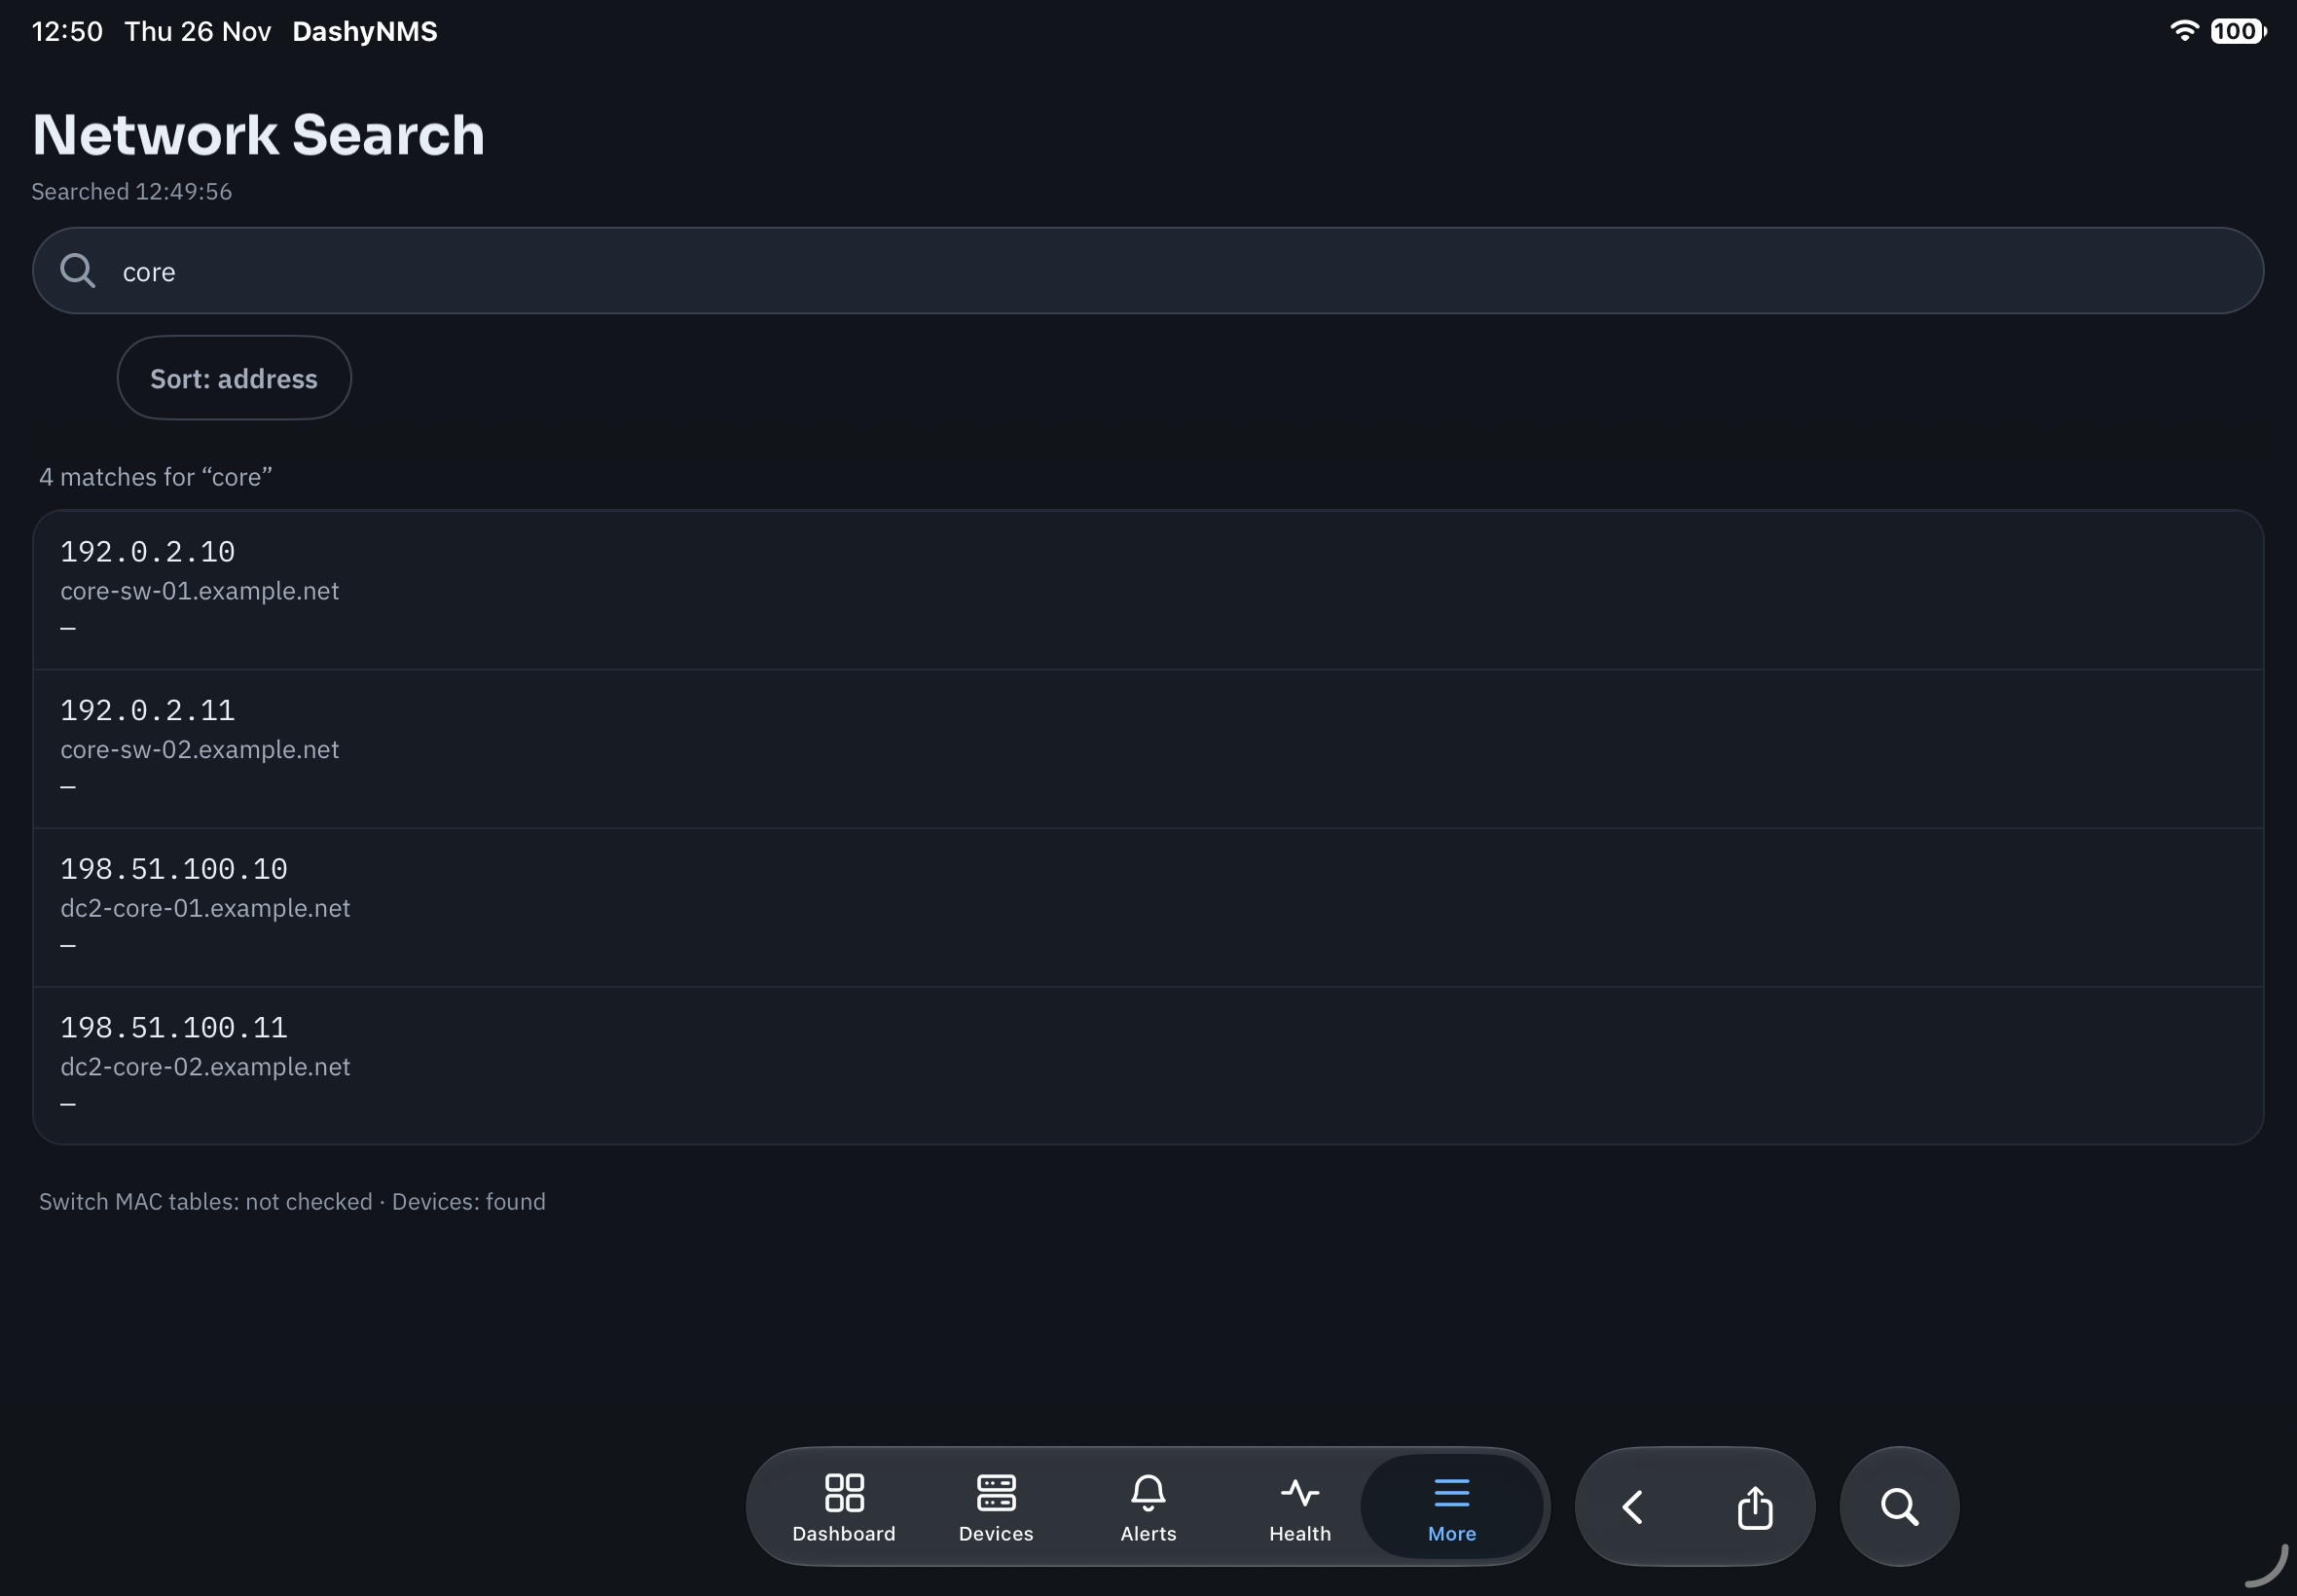 12:50 Thu 26 Nov DashyNMS
100
Network Search
Searched 12:49:56
core
Sort: address
4 matches for “core”
192.0.2.10
core-sw-01.example.net
—
192.0.2.11
core-sw-02.example.net
—
198.51.100.10
dc2-core-01.example.net
—
198.51.100.11
dc2-core-02.example.net
—
Switch MAC tables: not checked · Devices: found
Dashboard
Devices
Alerts
Health
More